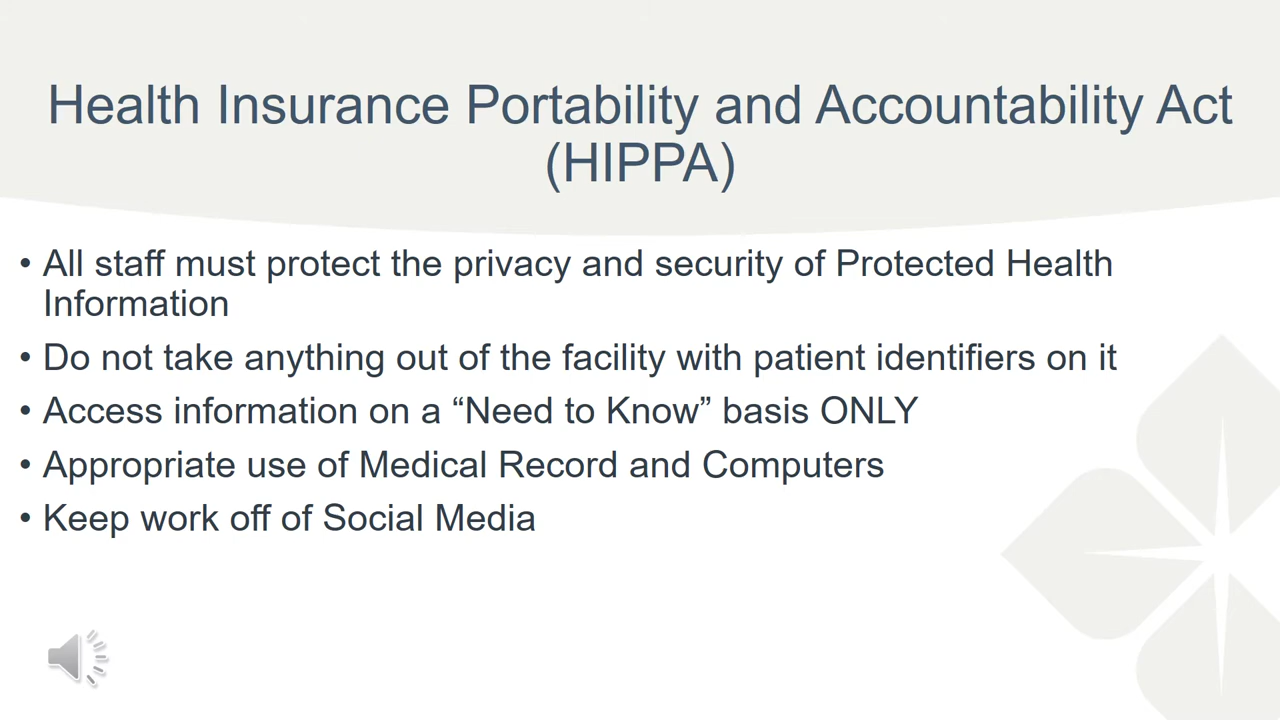 Health Insurance Portability and Accountability Act
(HIPPA)
• All staff must protect the privacy and security of Protected Health
Information
• Do not take anything out of the facility with patient identifiers on it
• Access information on a “Need to Know” basis ONLY
• Appropriate use of Medical Record and Computers
• Keep work off of Social Media